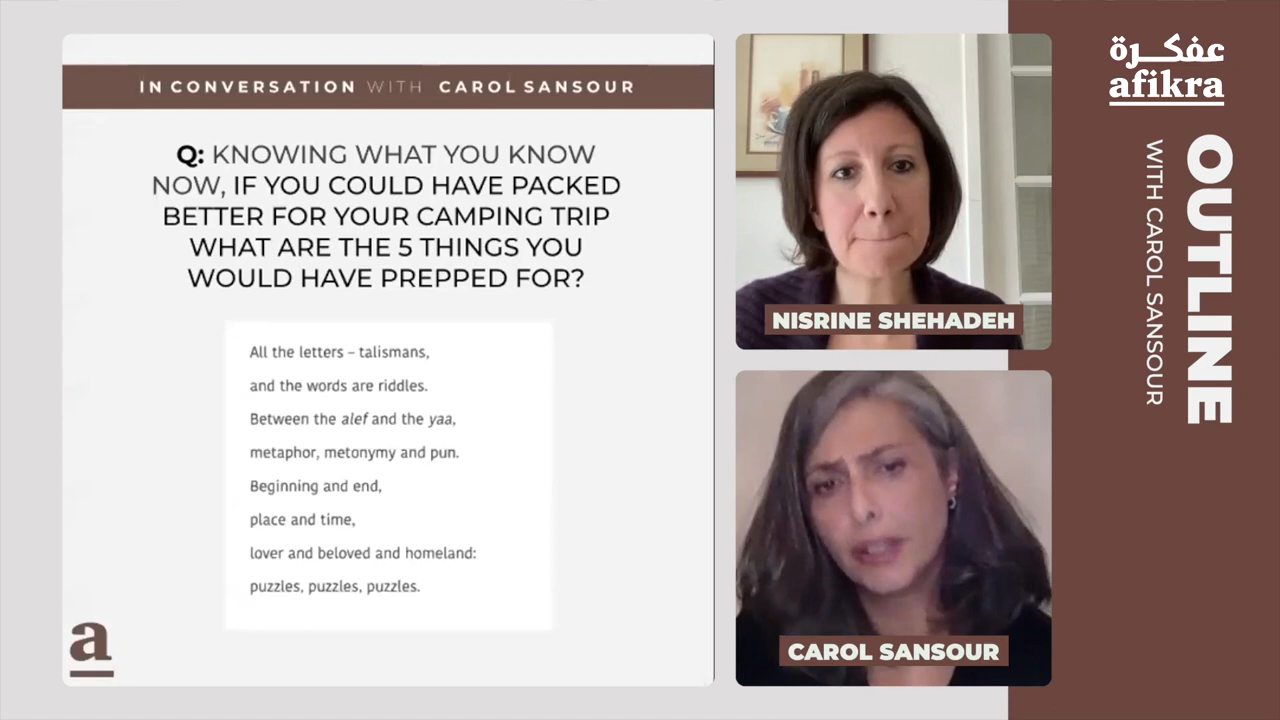 IN CONVERSATION WITH CAROL SANSOUR
Q: KNOWING WHAT YOU KNOW
NOW, IF YOU COULD HAVE PACKED
BETTER FOR YOUR CAMPING TRIP
WHAT ARE THE 5 THINGS YOU
WOULD HAVE PREPPED FOR?
All the letters – talismans,
and the words are riddles.
Between the alef and the yaa,
metaphor, metonymy and pun.
Beginning and end,
place and time,
lover and beloved and homeland:
puzzles, puzzles, puzzles.
a
NISRINE SHEHADEH
CAROL SANSOUR
عفكرة
afikra
OUTLINE
WITH CAROL SANSOUR